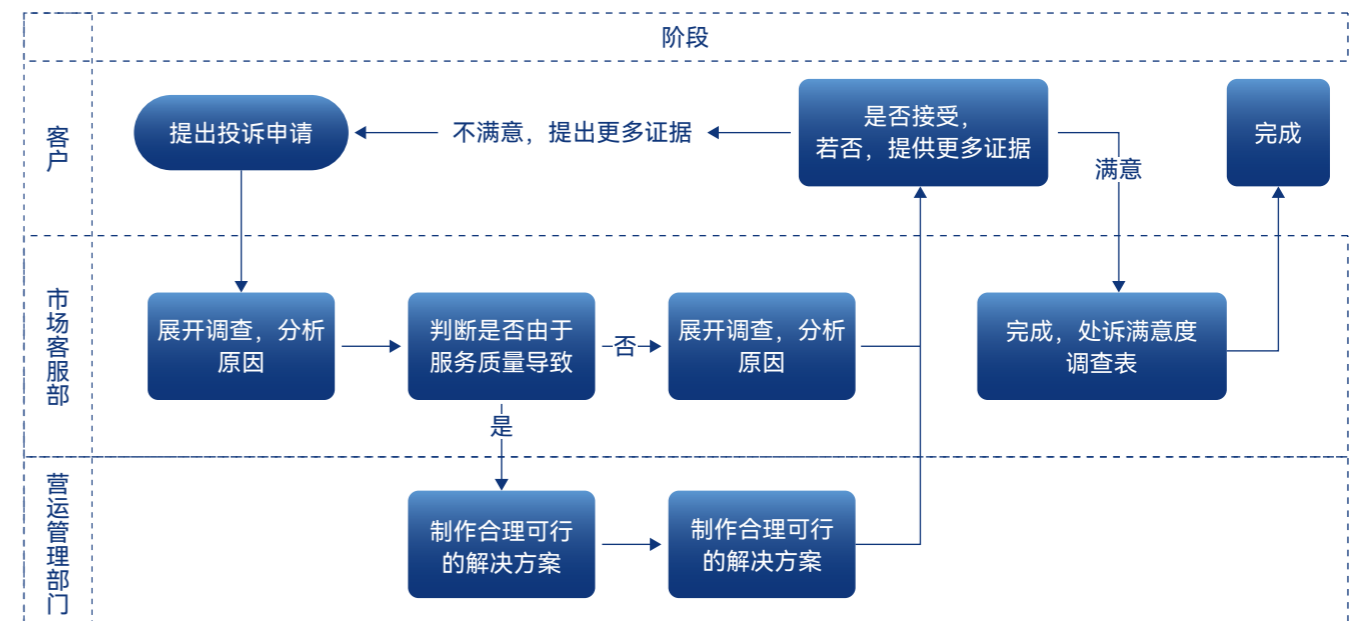 阶段
客户
提出投诉申请
不满意，提出更多证据
是否接受，
若否，提供更多证据
满意
完成
市场客服部
展开调查，分析
原因
判断是否由于
服务质量导致
否
展开调查，分析
原因
完成，处诉满意度
调查表
是
营运管理部门
制作合理可行
的解决方案
制作合理可行
的解决方案